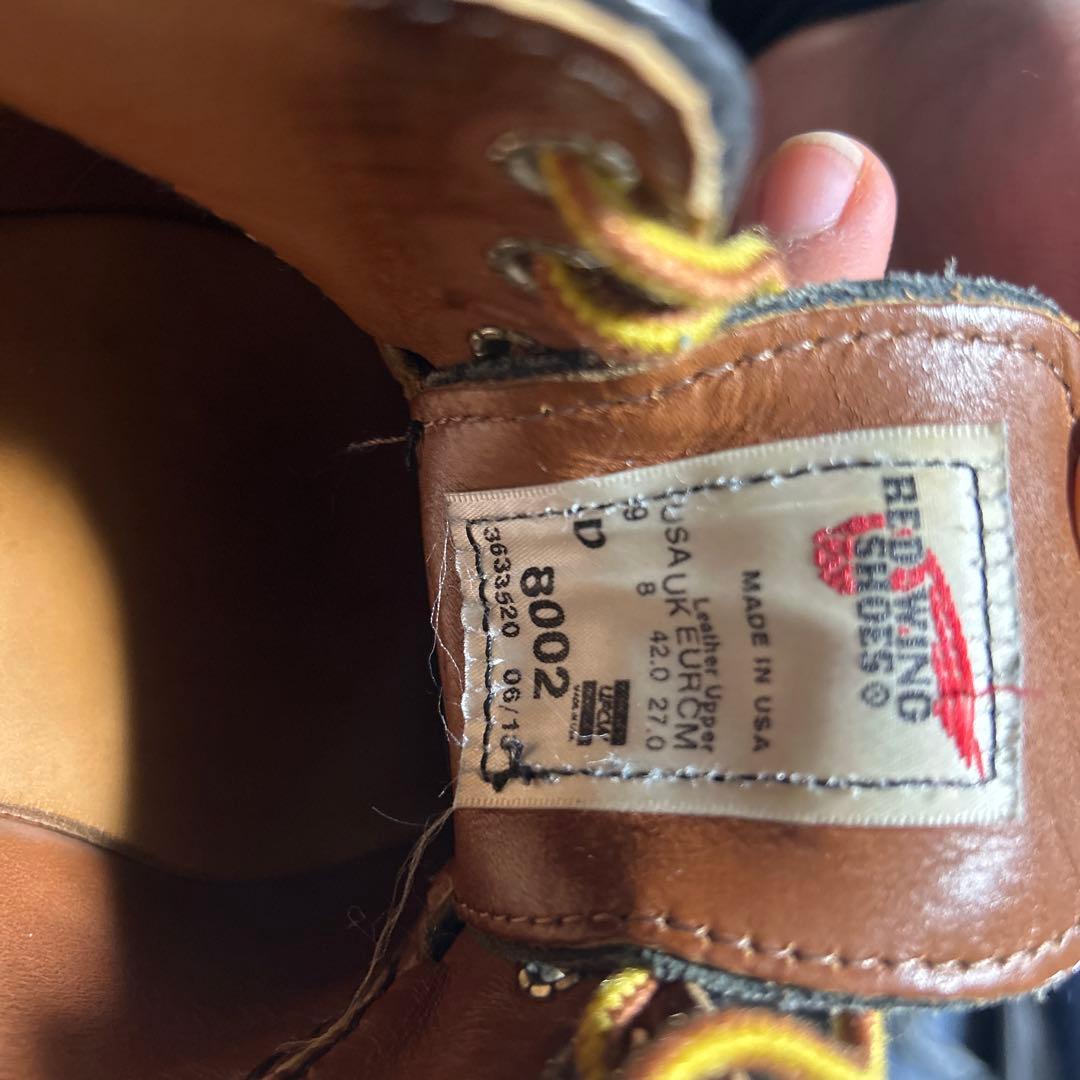 RED WING
SHOES
MADE IN USA
Leather Upper
USA UK EUR CM
9 8 42.0 27.0
D
8002
3633520 06/1